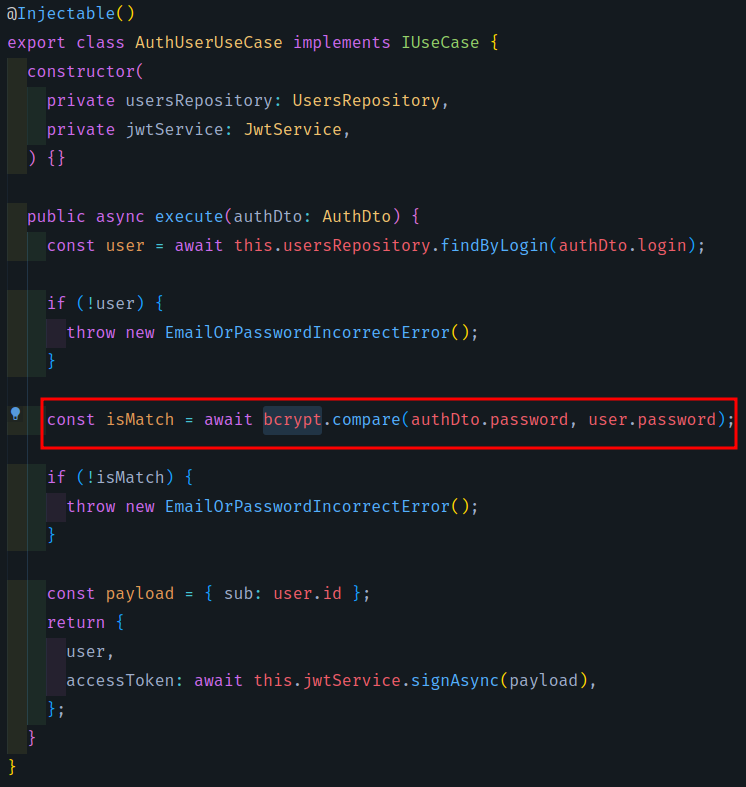 @Injectable()
export class AuthUserUseCase implements IUseCase {
constructor(
private usersRepository: UsersRepository,
private jwtService: JwtService,
) {}
public async execute(authDto: AuthDto) {
const user = await this.usersRepository.findByLogin(authDto.login);
if (!user) {
throw new EmailOrPasswordIncorrectError();
}
const isMatch = await bcrypt.compare(authDto.password, user.password);
if (!isMatch) {
throw new EmailOrPasswordIncorrectError();
}
const payload = { sub: user.id };
return {
user,
accessToken: await this.jwtService.signAsync(payload),
};
}
}